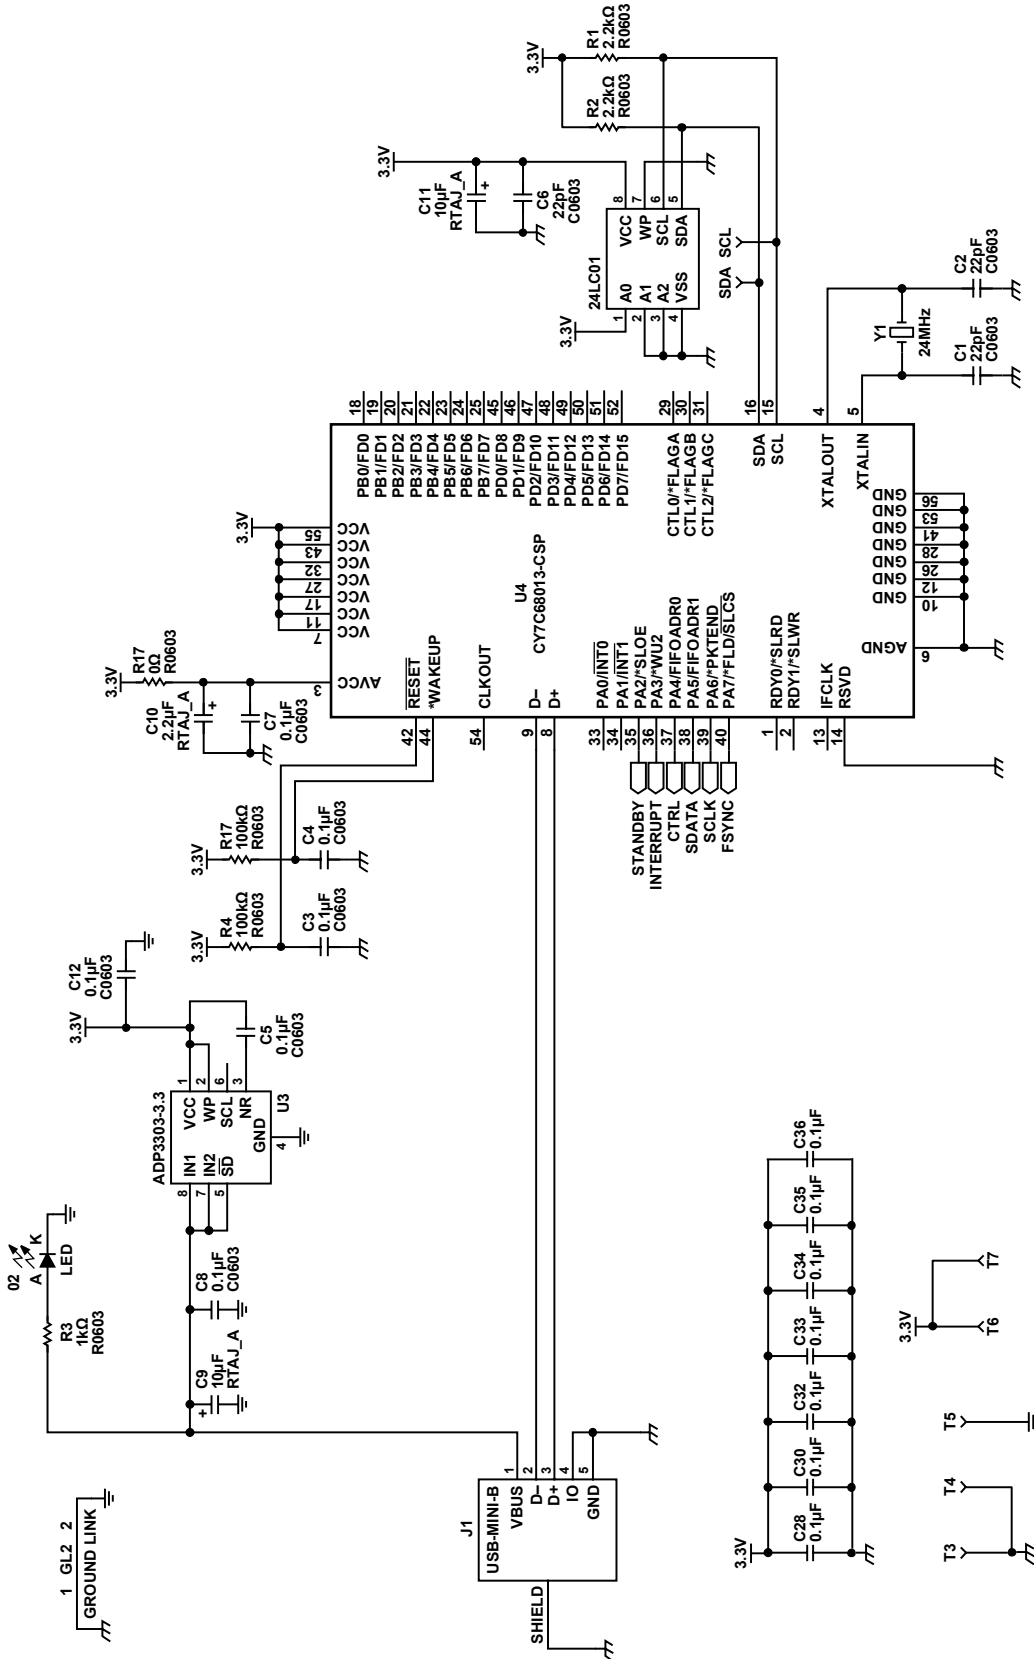 3.3V
R1
2.2kΩ
R0603
R2
2.2kΩ
R0603
3.3V
C11
10µF
RTAJ_A
+
C6
22pF
C0603
24LC01
VCC
WP
SCL
SDA
8
7
6
5
A0
A1
A2
VSS
1
2
3
4
3.3V
SDA
SCL
Y1
24MHz
C2
22pF
C0603
C1
22pF
C0603
PB0/FD0 18
PB1/FD1 19
PB2/FD2 20
PB3/FD3 21
PB4/FD4 22
PB5/FD5 23
PB6/FD6 24
PB7/FD7 25
PD0/FD8 45
PD1/FD9 46
PD2/FD10 47
PD3/FD11 48
PD4/FD12 49
PD5/FD13 50
PD6/FD14 51
PD7/FD15 52
CTL0/*FLAGA 29
CTL1/*FLAGB 30
CTL2/*FLAGC 31
SDA 16
SCL 15
XTALOUT 4
XTALIN 5
3.3V
VCC 55
VCC 43
VCC 32
VCC 27
VCC 17
VCC 11
VCC 7
U4
CY7C68013-CSP
GND 56
GND 53
GND 41
GND 28
GND 26
GND 12
GND 10
AGND 6
3.3V
R17
0Ω
R0603
C10
2.2µF
RTAJ_A
+
C7
0.1µF
C0603
3 AVCC
42 RESET
44 *WAKEUP
54 CLKOUT
9 D–
8 D+
33 PA0/INT0
34 PA1/INT1
35 PA2/*SLOE
36 PA3/*WU2
37 PA4/FIFOADR0
38 PA5/FIFOADR1
39 PA6/*PKTEND
40 PA7/*FLD/SLCS
1 RDY0/*SLRD
2 RDY1/*SLWR
13 IFCLK
14 RSVD
STANDBY
INTERRUPT
CTRL
SDATA
SCLK
FSYNC
3.3V
R17
100kΩ
R0603
C4
0.1µF
C0603
3.3V
R4
100kΩ
R0603
C3
0.1µF
C0603
C12
0.1µF
C0603
3.3V
C5
0.1µF
C0603
ADP3303-3.3
U3
VCC 1
WP 2
SCL 6
NR 3
GND
4
8 IN1
7 IN2
5 SD
02
A
K
LED
R3
1kΩ
R0603
C8
0.1µF
C0603
C9
10µF
RTAJ_A
+
J1
USB-MINI-B
VBUS 1
D– 2
D+ 3
IO 4
GND 5
SHIELD
1 GL2 2
GROUND LINK
3.3V
C28
0.1µF
C30
0.1µF
C32
0.1µF
C33
0.1µF
C34
0.1µF
C35
0.1µF
C36
0.1µF
T3
T4
T5
3.3V
T6
T7